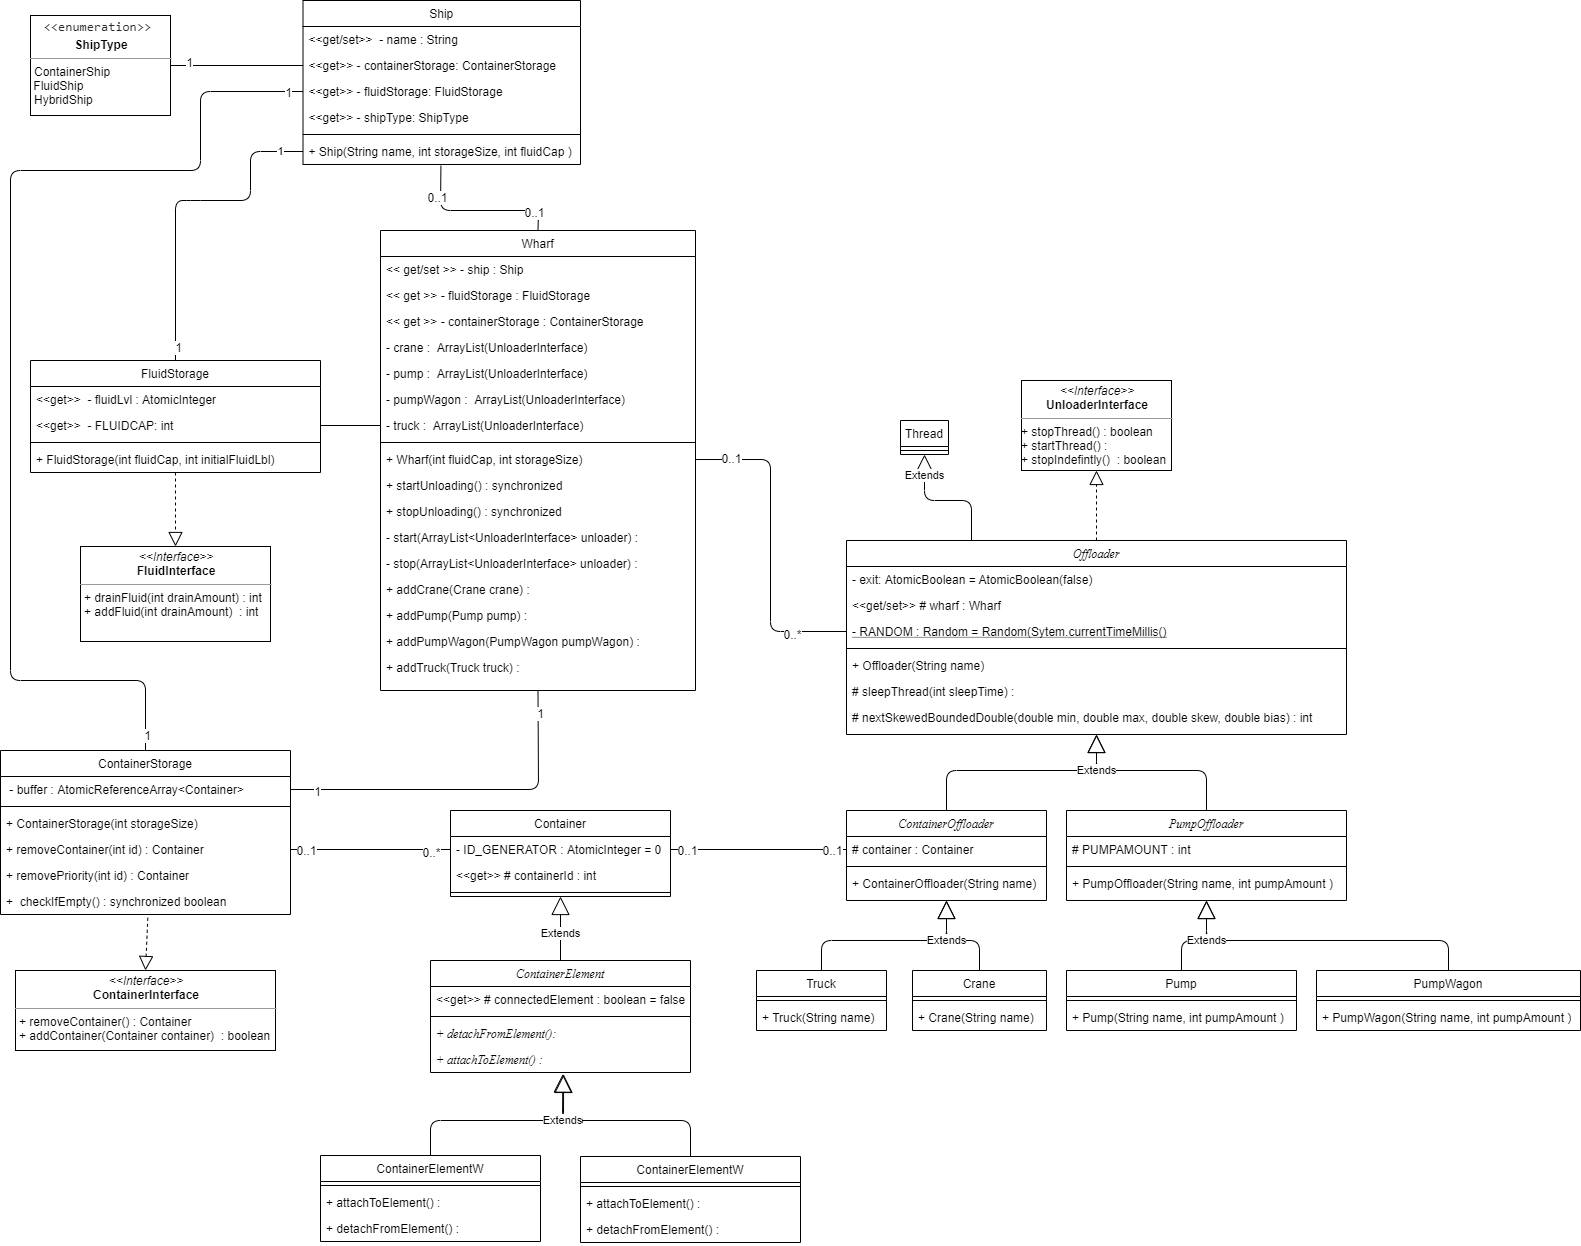 <<enumeration>>
ShipType
ContainerShip
FluidShip
HybridShip
1
Ship
<<get/set>> - name : String
<<get>> - containerStorage: ContainerStorage
<<get>> - fluidStorage: FluidStorage
<<get>> - shipType: ShipType
+ Ship(String name, int storageSize, int fluidCap )
1
1
0..1
0..1
Wharf
<< get/set >> - ship : Ship
<< get >> - fluidStorage : FluidStorage
<< get >> - containerStorage : ContainerStorage
- crane : ArrayList(UnloaderInterface)
- pump : ArrayList(UnloaderInterface)
- pumpWagon : ArrayList(UnloaderInterface)
- truck : ArrayList(UnloaderInterface)
+ Wharf(int fluidCap, int storageSize)
+ startUnloading() : synchronized
+ stopUnloading() : synchronized
- start(ArrayList<UnloaderInterface> unloader) :
- stop(ArrayList<UnloaderInterface> unloader) :
+ addCrane(Crane crane) :
+ addPump(Pump pump) :
+ addPumpWagon(PumpWagon pumpWagon) :
+ addTruck(Truck truck) :
1
FluidStorage
<<get>> - fluidLvl : AtomicInteger
<<get>> - FLUIDCAP: int
+ FluidStorage(int fluidCap, int initialFluidLbl)
<<Interface>>
FluidInterface
+ drainFluid(int drainAmount) : int
+ addFluid(int drainAmount) : int
Thread
Extends
<<Interface>>
UnloaderInterface
+ stopThread() : boolean
+ startThread() :
+ stopIndefintly() : boolean
0..1
0..*
Offloader
- exit: AtomicBoolean = AtomicBoolean(false)
<<get/set>> # wharf : Wharf
- RANDOM : Random = Random(Sytem.currentTimeMillis()
+ Offloader(String name)
# sleepThread(int sleepTime) :
# nextSkewedBoundedDouble(double min, double max, double skew, double bias) : int
Extends
1
1
1
ContainerStorage
- buffer : AtomicReferenceArray<Container>
+ ContainerStorage(int storageSize)
+ removeContainer(int id) : Container
+ removePriority(int id) : Container
+ checkIfEmpty() : synchronized boolean
<<Interface>>
ContainerInterface
+ removeContainer() : Container
+ addContainer(Container container) : boolean
0..1
0..*
Container
- ID_GENERATOR : AtomicInteger = 0
<<get>> # containerId : int
0..1
0..1
Extends
ContainerElement
<<get>> # connectedElement : boolean = false
+ detachFromElement():
+ attachToElement() :
Extends
ContainerElementW
+ attachToElement() :
+ detachFromElement() :
ContainerElementW
+ attachToElement() :
+ detachFromElement() :
ContainerOffloader
# container : Container
+ ContainerOffloader(String name)
PumpOffloader
# PUMPAMOUNT : int
+ PumpOffloader(String name, int pumpAmount )
Extends
Extends
Truck
+ Truck(String name)
Crane
+ Crane(String name)
Pump
+ Pump(String name, int pumpAmount )
PumpWagon
+ PumpWagon(String name, int pumpAmount )